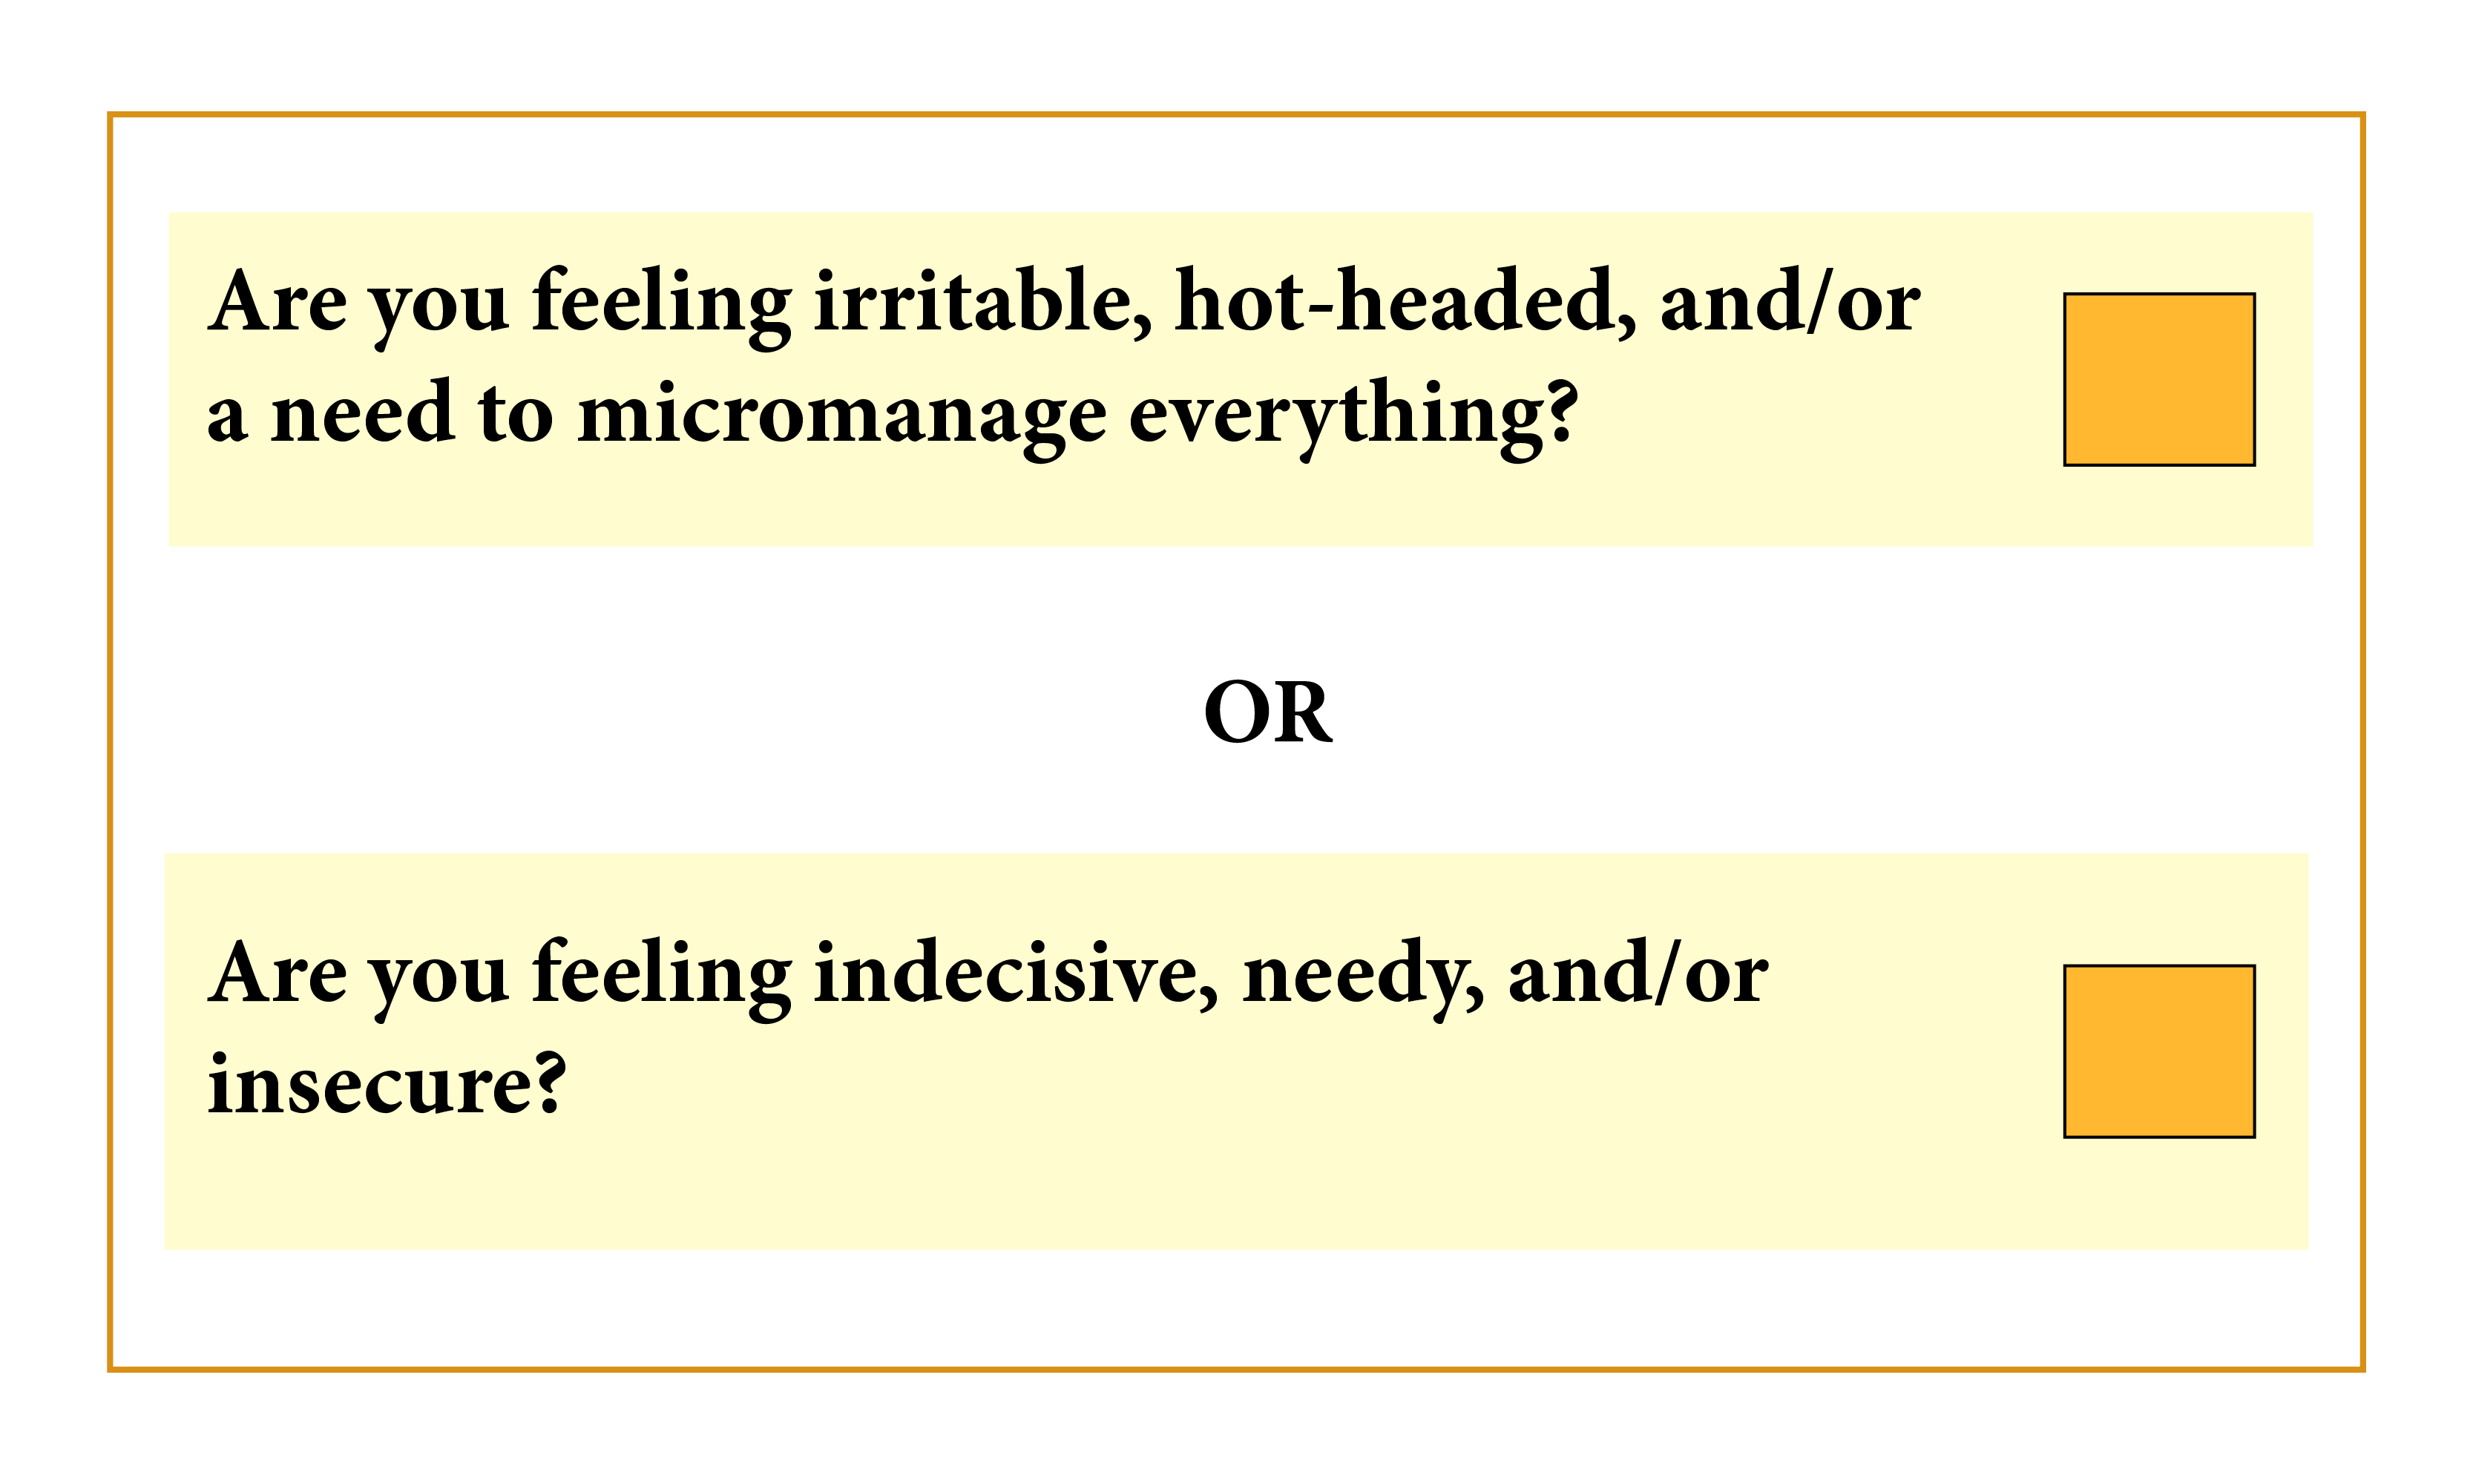 Are you feeling irritable, hot-headed, and/or
a need to micromanage everything?
OR
Are you feeling indecisive, needy, and/or
insecure?